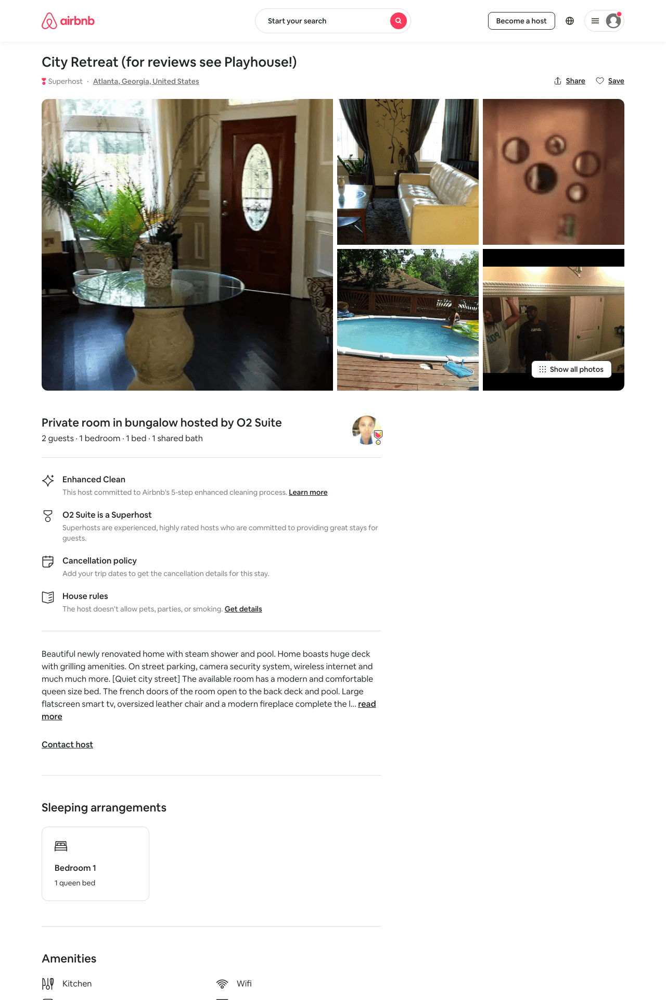 airbnb
Start your search
Become a host
City Retreat (for reviews see Playhouse!)
Superhost · Atlanta, Georgia, United States
Share
Save
Show all photos
Private room in bungalow hosted by O2 Suite
2 guests · 1 bedroom · 1 bed · 1 shared bath
Enhanced Clean
This host committed to Airbnb's 5-step enhanced cleaning process. Learn more
O2 Suite is a Superhost
Superhosts are experienced, highly rated hosts who are committed to providing great stays for
guests.
Cancellation policy
Add your trip dates to get the cancellation details for this stay.
House rules
The host doesn't allow pets, parties, or smoking. Get details
Beautiful newly renovated home with steam shower and pool. Home boasts huge deck
with grilling amenities. On street parking, camera security system, wireless internet and
much much more. [Quiet city street] The available room has a modern and comfortable
queen size bed. The french doors of the room open to the back deck and pool. Large
flatscreen smart tv, oversized leather chair and a modern fireplace complete the l... read
more
Contact host
Sleeping arrangements
Bedroom 1
1 queen bed
Amenities
Kitchen
Wifi